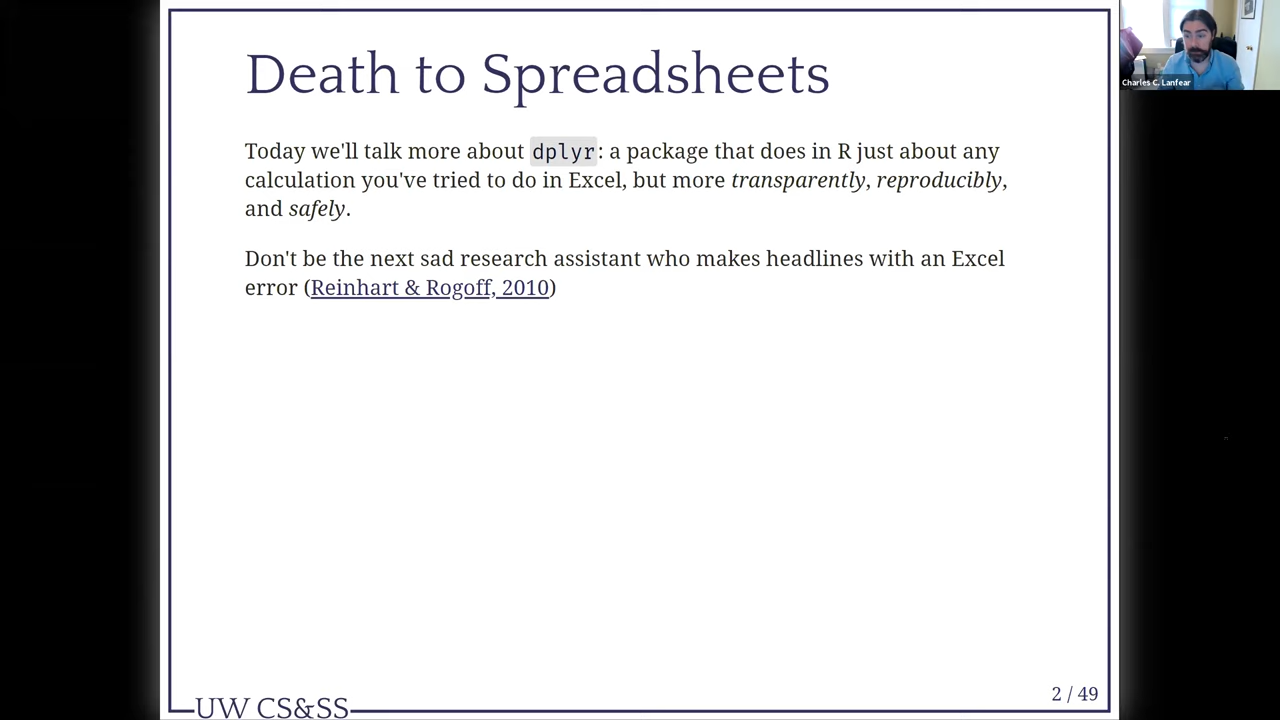 Death to Spreadsheets
Today we'll talk more about dplyr: a package that does in R just about any
calculation you've tried to do in Excel, but more transparently, reproducibly,
and safely.
Don't be the next sad research assistant who makes headlines with an Excel
error (Reinhart & Rogoff, 2010)
2 / 49
UW CS&SS
Charles C. Lanfear